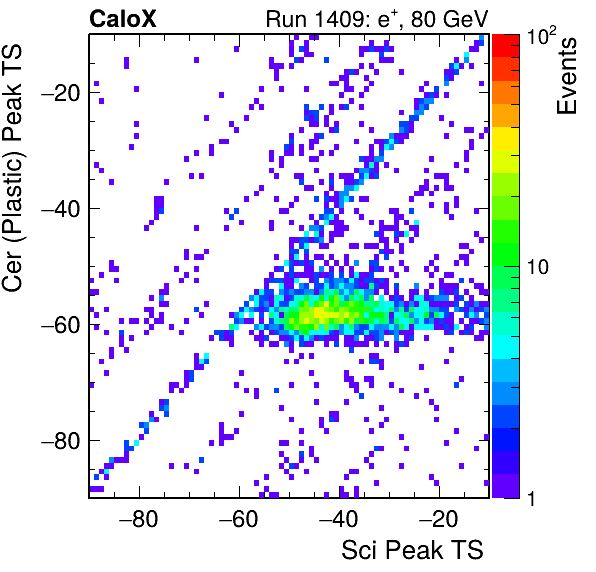 CaloX Run 1409: e⁺, 80 GeV
Cer (Plastic) Peak TS
−20
−40
−60
−80
−80 −60 −40 −20
Sci Peak TS
10²
10
1
Events